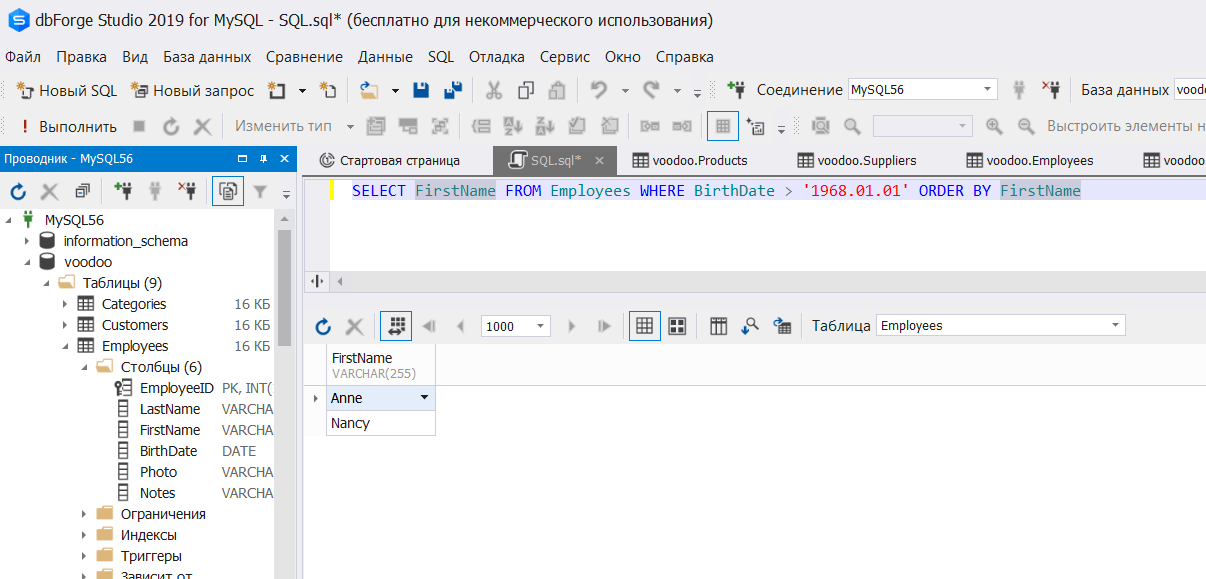 dbForge Studio 2019 for MySQL - SQL.sql* (бесплатно для некоммерческого использования)
Файл Правка Вид База данных Сравнение Данные SQL Отладка Сервис Окно Справка
Новый SQL Новый запрос Соединение MySQL56 База данных
Выполнить Изменить тип Выстроить элементы
Проводник - MySQL56 Стартовая страница SQL.sql* voodoo.Products voodoo.Suppliers voodoo.Employees voodoo
SELECT FirstName FROM Employees WHERE BirthDate > '1968.01.01' ORDER BY FirstName
MySQL56
information_schema
voodoo
Таблицы (9)
Categories 16 КБ
Customers 16 КБ
Employees 16 КБ
Столбцы (6)
EmployeeID PK, INT(
LastName VARCHA
FirstName VARCHA
BirthDate DATE
Photo VARCHA
Notes VARCHA
Ограничения
Индексы
Триггеры
Зависит от
1000 Таблица Employees
FirstName
VARCHAR(255)
Anne
Nancy